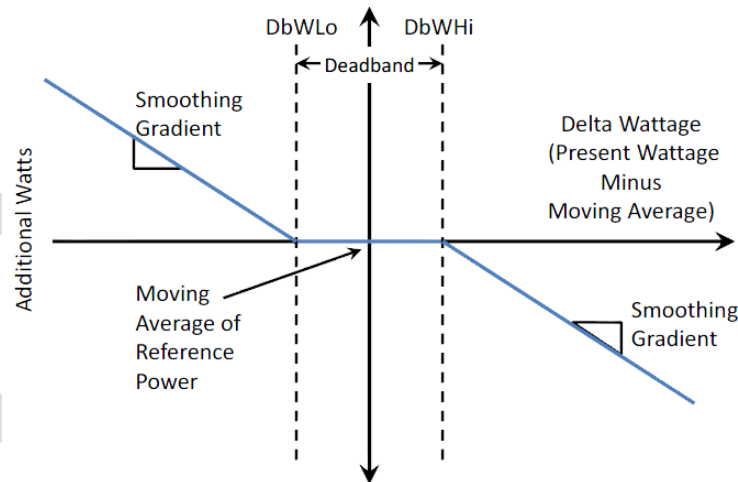 DbWLo
DbWHi
Deadband
Smoothing
Gradient
Delta Wattage
(Present Wattage
Minus
Moving Average)
Additional Watts
Moving
Average of
Reference
Power
Smoothing
Gradient